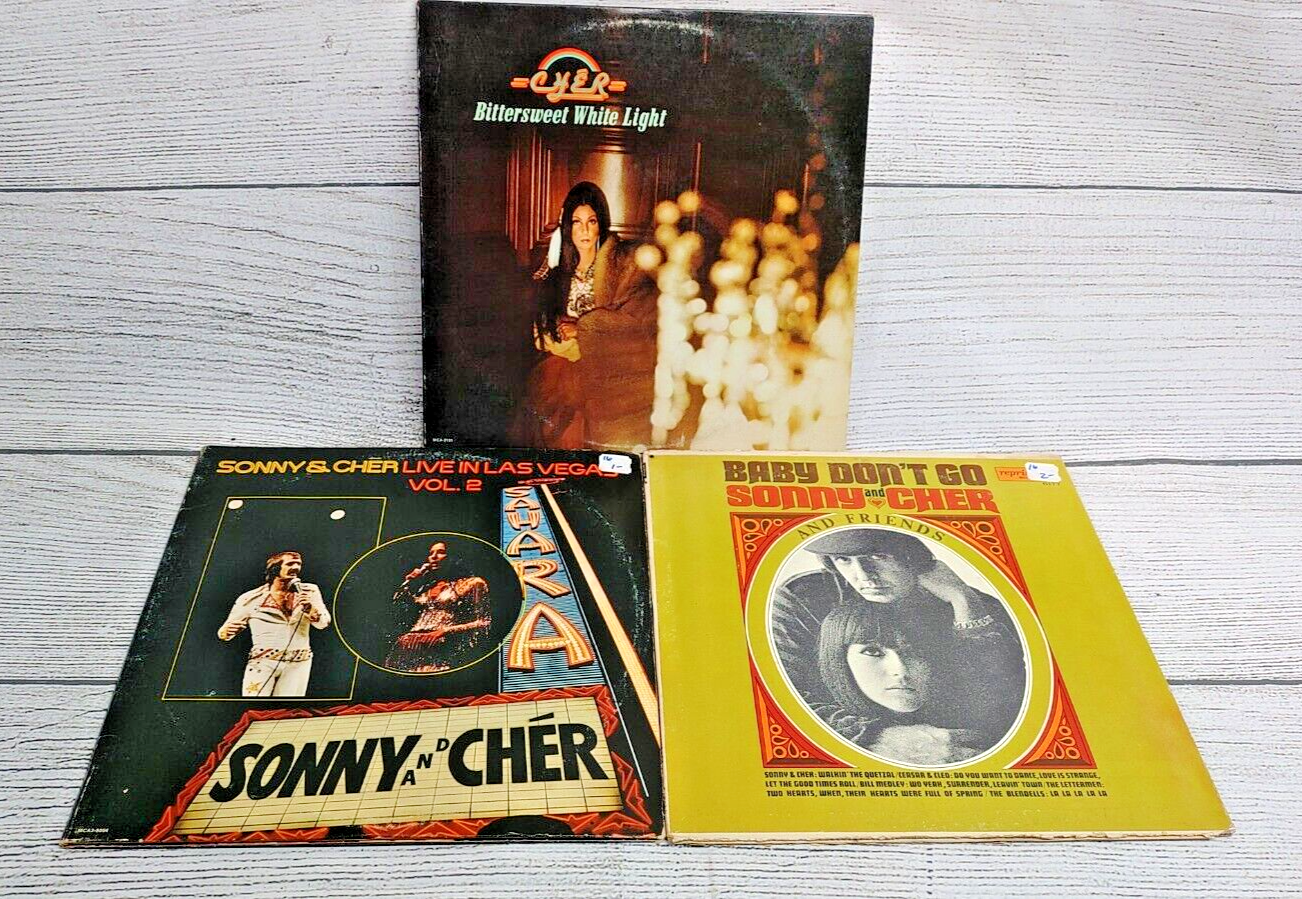 CHÉR
Bittersweet White Light
SONNY & CHÉR LIVE IN LAS VEGAS
VOL. 2
SAHARA
SONNY AND CHÉR
BABY DON'T GO
SONNY and CHER
AND FRIENDS
SONNY & CHER: WALKIN' THE QUETZAL / CEASAR & CLEO: DO YOU WANT TO DANCE, LOVE IS STRANGE,
LET THE GOOD TIMES ROLL / BILL MEDLEY: WO YEAH, SURRENDER, LEAVIN' TOWN / THE LETTERMEN:
TWO HEARTS, WHEN, THEIR HEARTS WERE FULL OF SPRING / THE BLENDELLS: LA LA LA LA LA